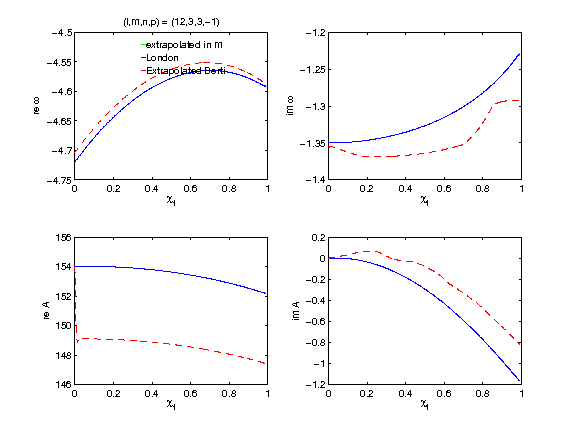 (l,m,n,p) = (12,3,3,−1)
extrapolated in M
London
Extrapolated Berti
re ω
−4.5
−4.55
−4.6
−4.65
−4.7
−4.75
0 0.2 0.4 0.6 0.8 1
χf
im ω
−1.2
−1.25
−1.3
−1.35
−1.4
0 0.2 0.4 0.6 0.8 1
χf
re A
156
154
152
150
148
146
0 0.2 0.4 0.6 0.8 1
χf
im A
0.2
0
−0.2
−0.4
−0.6
−0.8
−1
−1.2
0 0.2 0.4 0.6 0.8 1
χf